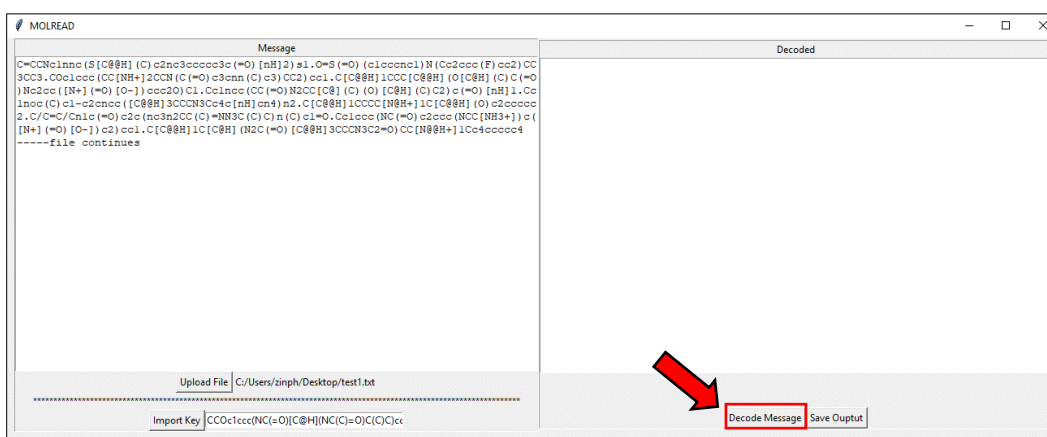 MOLREAD
Message
Decoded
C=CCNc1nnc(S[C@@H](C)c2nc3ccccc3c(=O)[nH]2)s1.O=S(=O)(c1cccnc1)N(Cc2ccc(F)cc2)CC
3CC3.COc1ccc(CC[NH+]2CCN(C(=O)c3cnn(C)c3)CC2)cc1.C[C@@H]1CCC[C@@H](O[C@H](C)C(=O
)Nc2cc([N+](=O)[O-])ccc2O)C1.Cc1ncc(CC(=O)N2CC[C@](C)(O)[C@H](C)C2)c(=O)[nH]1.Cc
1noc(C)c1-c2cncc([C@@H]3CCCN3Cc4c[nH]cn4)n2.C[C@@H]1CCCC[N@H+]1C[C@@H](O)c2ccccc
2.C/C=C/Cn1c(=O)c2c(nc3n2CC(C)=NN3C(C)C)n(C)c1=O.Cc1ccc(NC(=O)c2ccc(NCC[NH3+])c(
[N+](=O)[O-])c2)cc1.C[C@@H]1C[C@H](N2C(=O)[C@@H]3CCCN3C2=O)CC[N@@H+]1Cc4ccccc4
-----file continues
Upload File C:/Users/zinph/Desktop/test1.txt
Import Key CCOc1ccc(NC(=O)[C@H](NC(C)=O)C(C)C)cc
Decode Message Save Ouptut